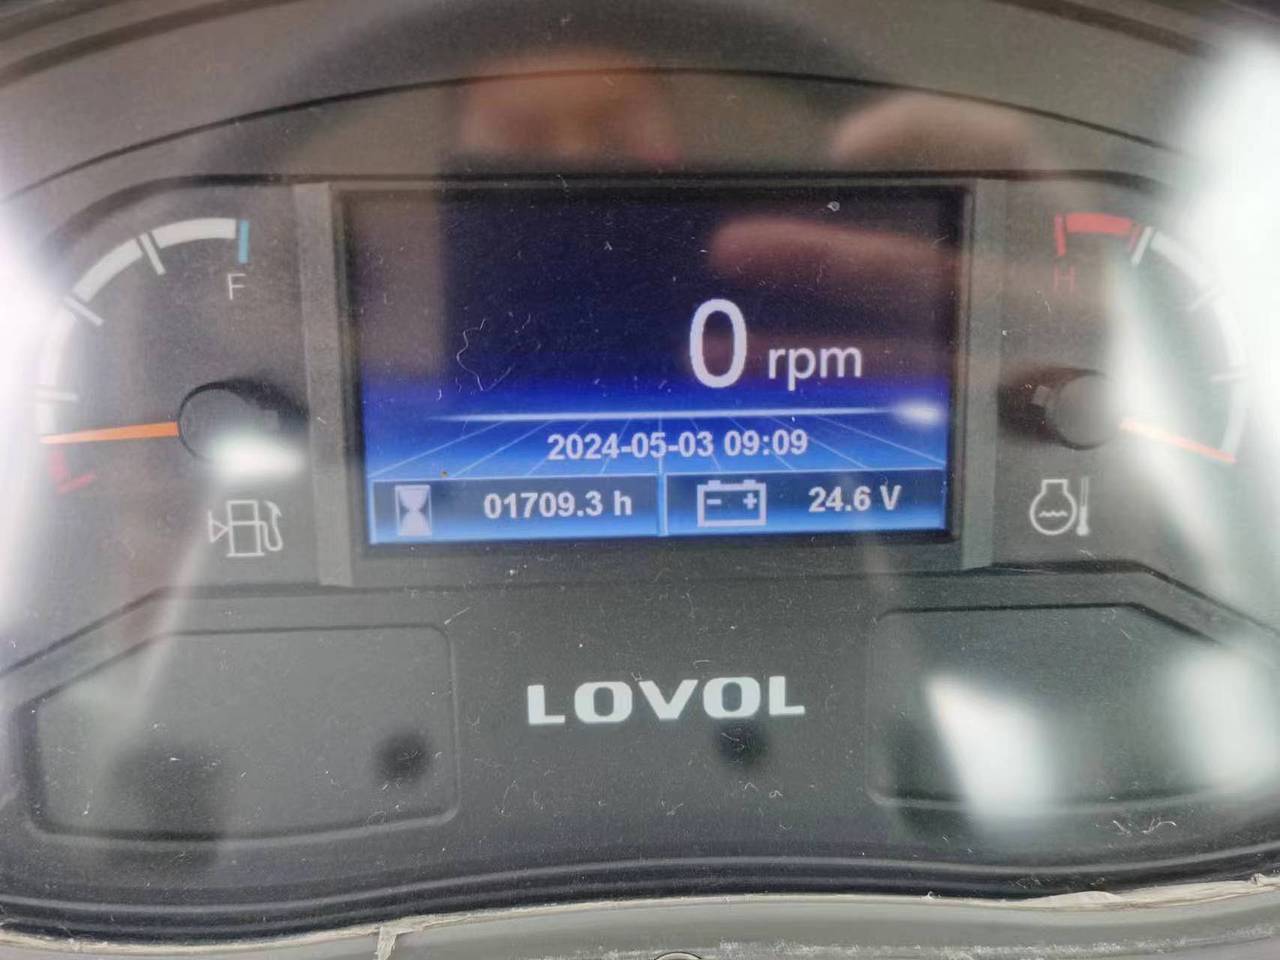 F
H
0 rpm
2024-05-03 09:09
01709.3 h
24.6 V
LOVOL